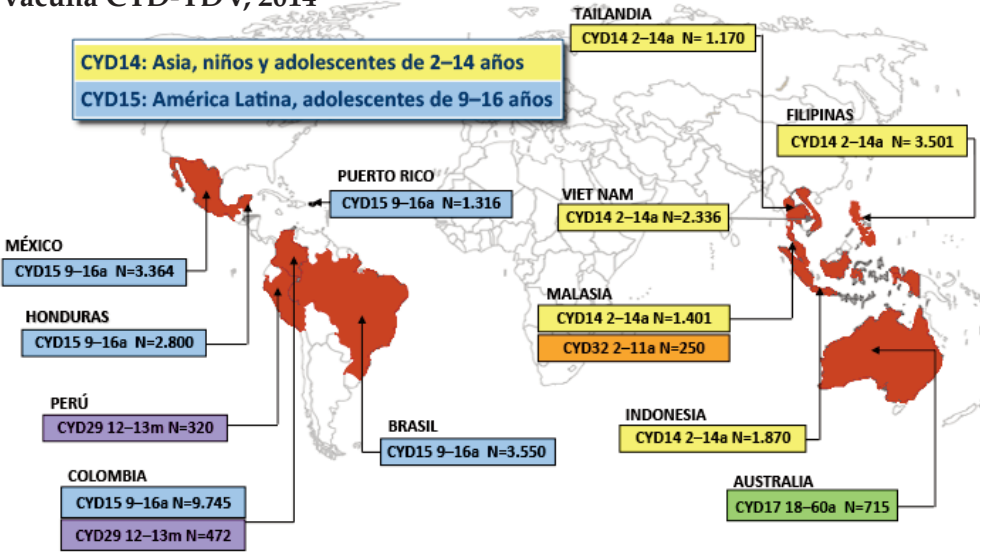 vacuna CYD-TDV, 2014
CYD14: Asia, niños y adolescentes de 2–14 años
CYD15: América Latina, adolescentes de 9–16 años
TAILANDIA
CYD14 2–14a N= 1.170
FILIPINAS
CYD14 2–14a N= 3.501
PUERTO RICO
CYD15 9–16a N=1.316
VIET NAM
CYD14 2–14a N=2.336
MÉXICO
CYD15 9–16a N=3.364
HONDURAS
CYD15 9–16a N=2.800
MALASIA
CYD14 2–14a N=1.401
CYD32 2–11a N=250
PERÚ
CYD29 12–13m N=320
BRASIL
CYD15 9–16a N=3.550
INDONESIA
CYD14 2–14a N=1.870
COLOMBIA
CYD15 9–16a N=9.745
CYD29 12–13m N=472
AUSTRALIA
CYD17 18–60a N=715